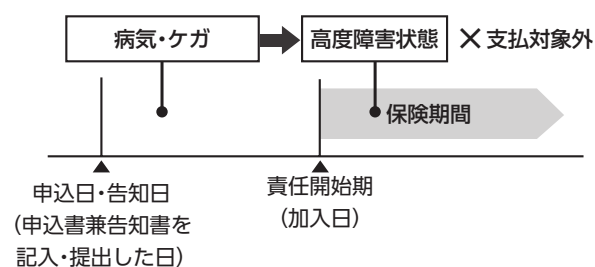 病気・ケガ
高度障害状態
×支払対象外
保険期間
申込日・告知日
(申込書兼告知書を
記入・提出した日)
責任開始期
(加入日)